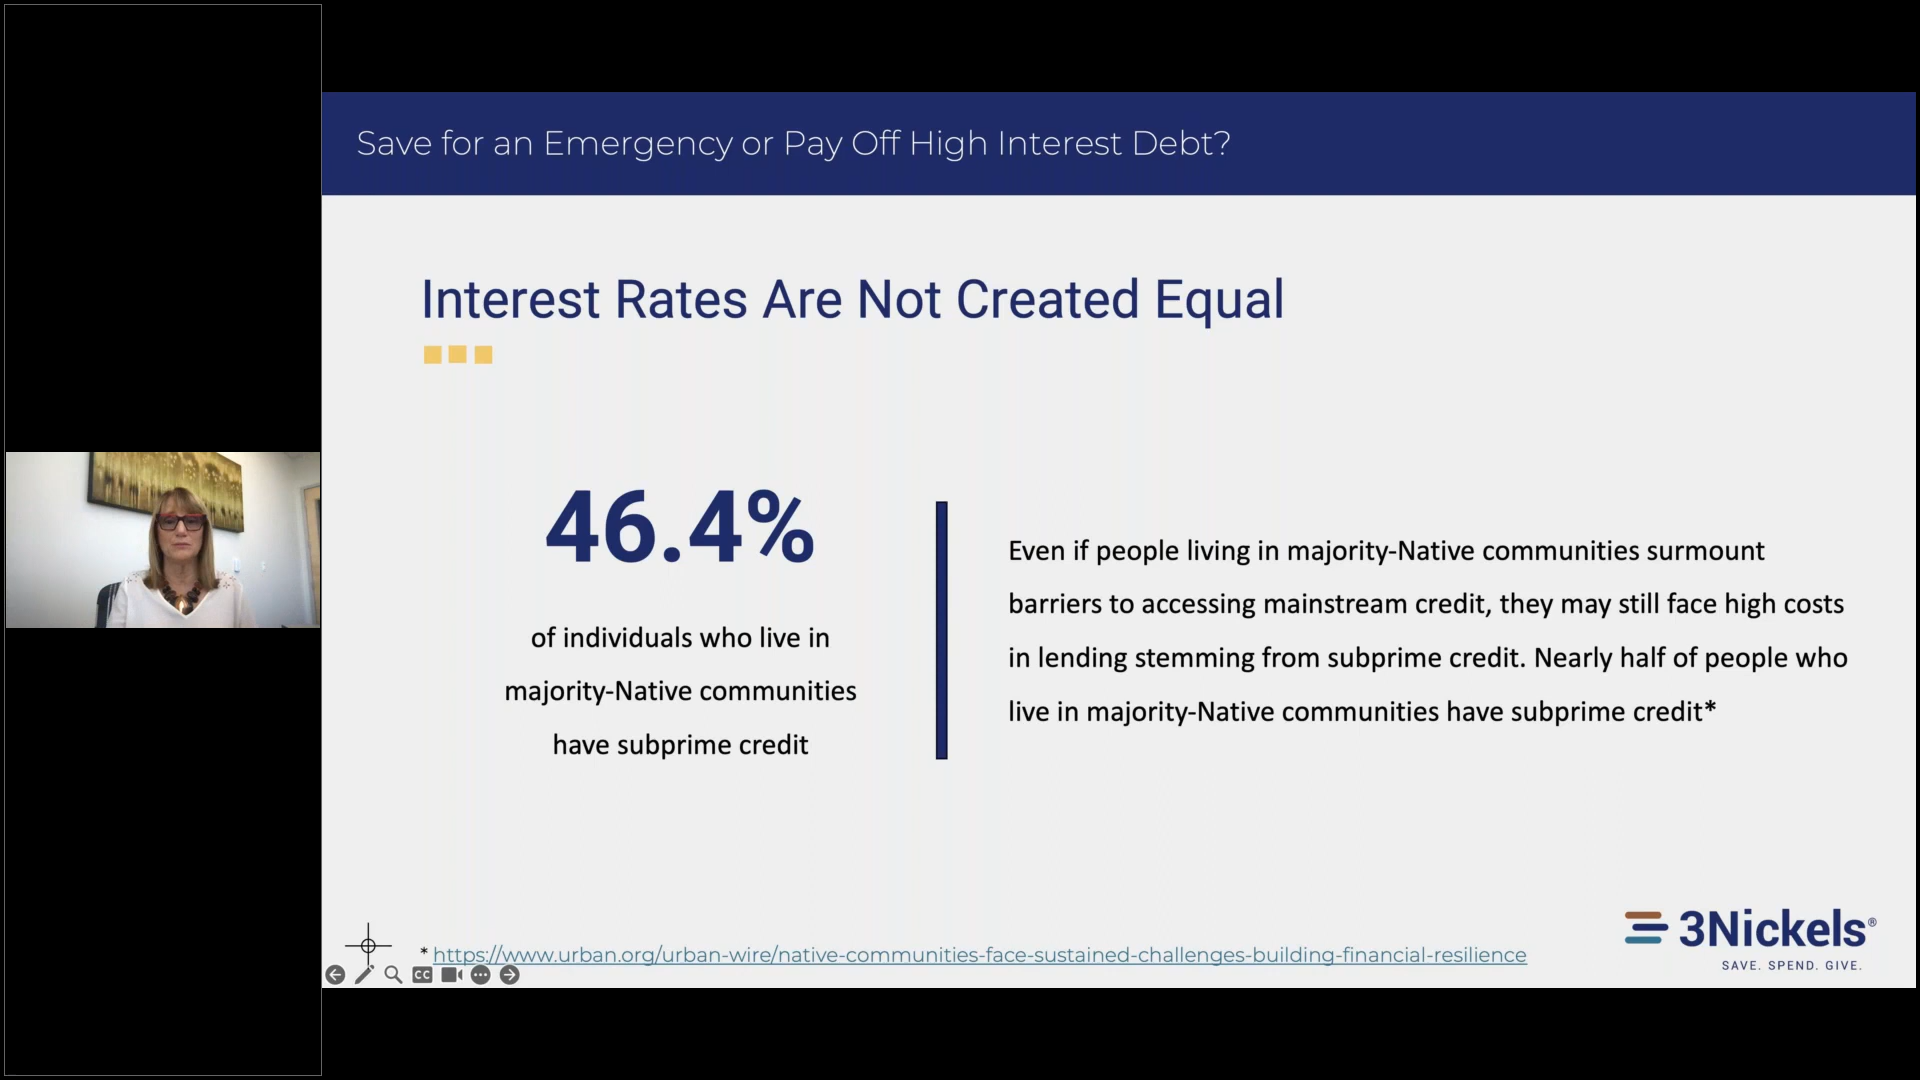 Save for an Emergency or Pay Off High Interest Debt?
Interest Rates Are Not Created Equal
46.4%
of individuals who live in
majority-Native communities
have subprime credit
Even if people living in majority-Native communities surmount
barriers to accessing mainstream credit, they may still face high costs
in lending stemming from subprime credit. Nearly half of people who
live in majority-Native communities have subprime credit*
* https://www.urban.org/urban-wire/native-communities-face-sustained-challenges-building-financial-resilience
CC
3Nickels®
SAVE. SPEND. GIVE.